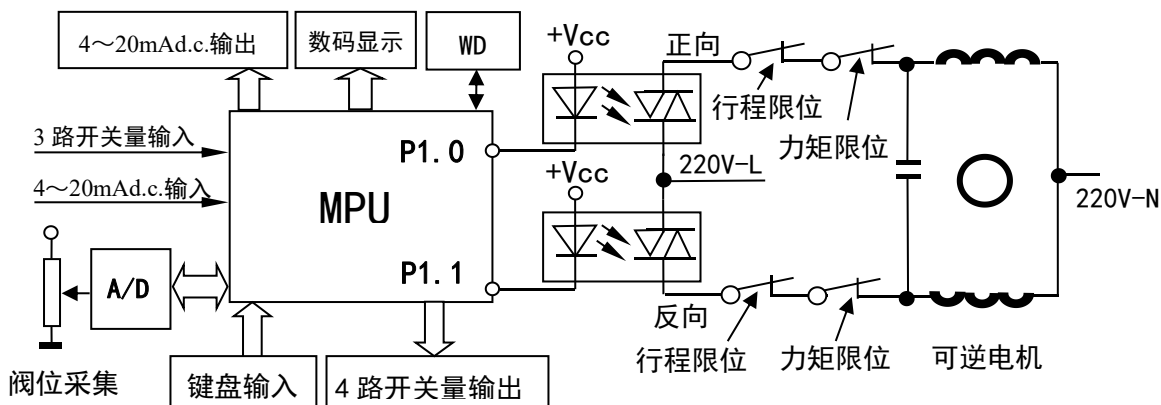 4～20mAd.c.输出
数码显示
WD
+Vcc
正向
行程限位
力矩限位
3 路开关量输入
P1.0
4～20mAd.c.输入
MPU
+Vcc
220V-L
220V-N
A/D
P1.1
反向
行程限位
力矩限位
可逆电机
阀位采集
键盘输入
4 路开关量输出